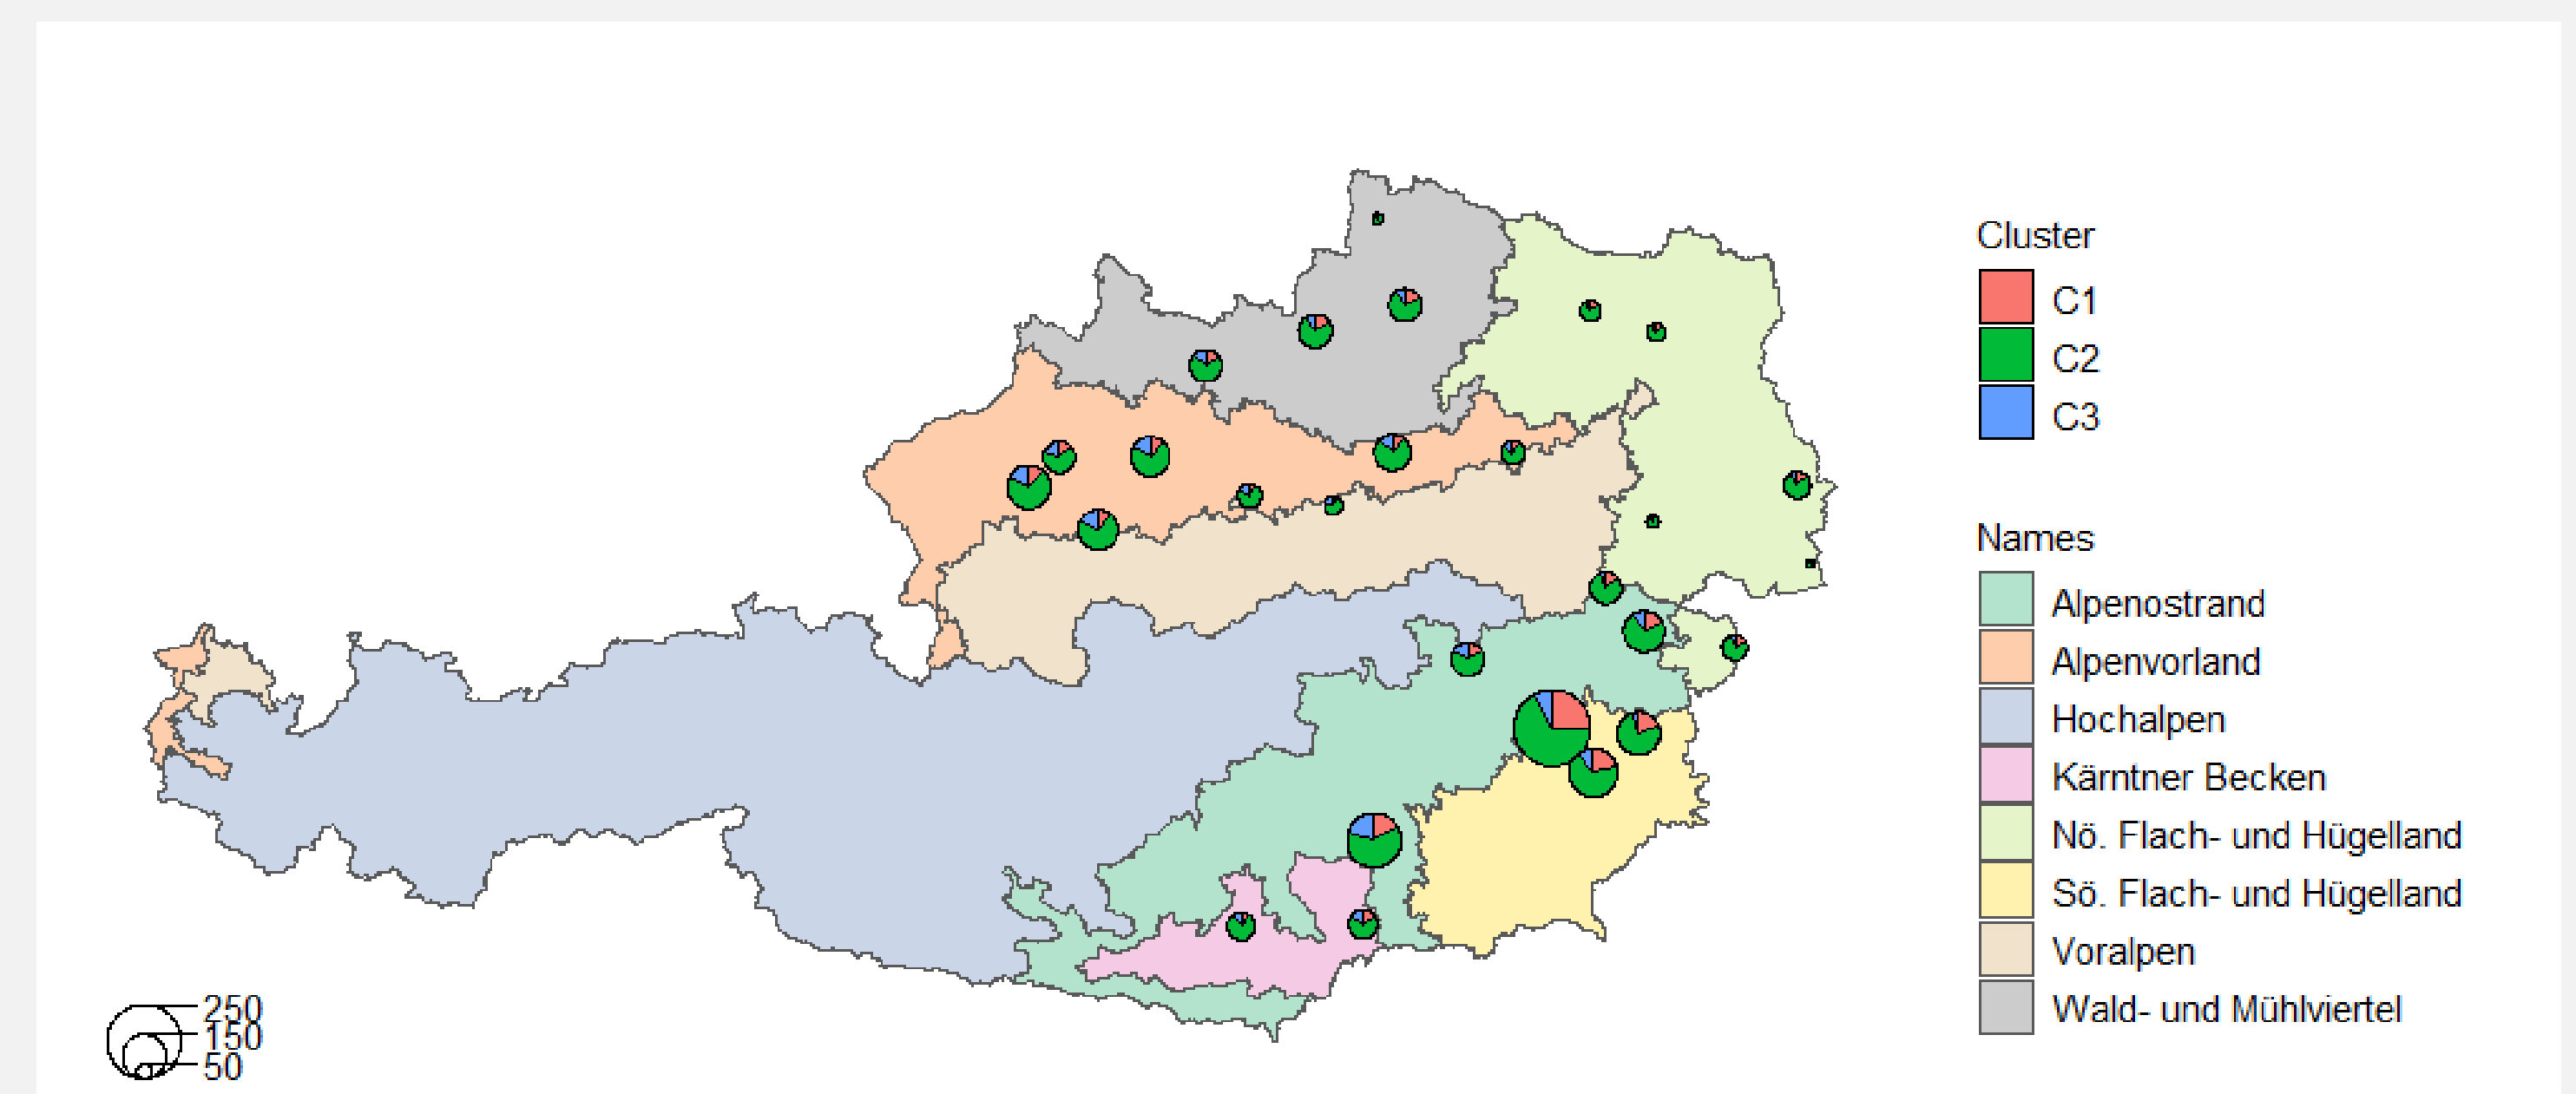 Cluster
C1
C2
C3
Names
Alpenostrand
Alpenvorland
Hochalpen
Kärntner Becken
Nö. Flach- und Hügelland
Sö. Flach- und Hügelland
Voralpen
Wald- und Mühlviertel
250
150
50